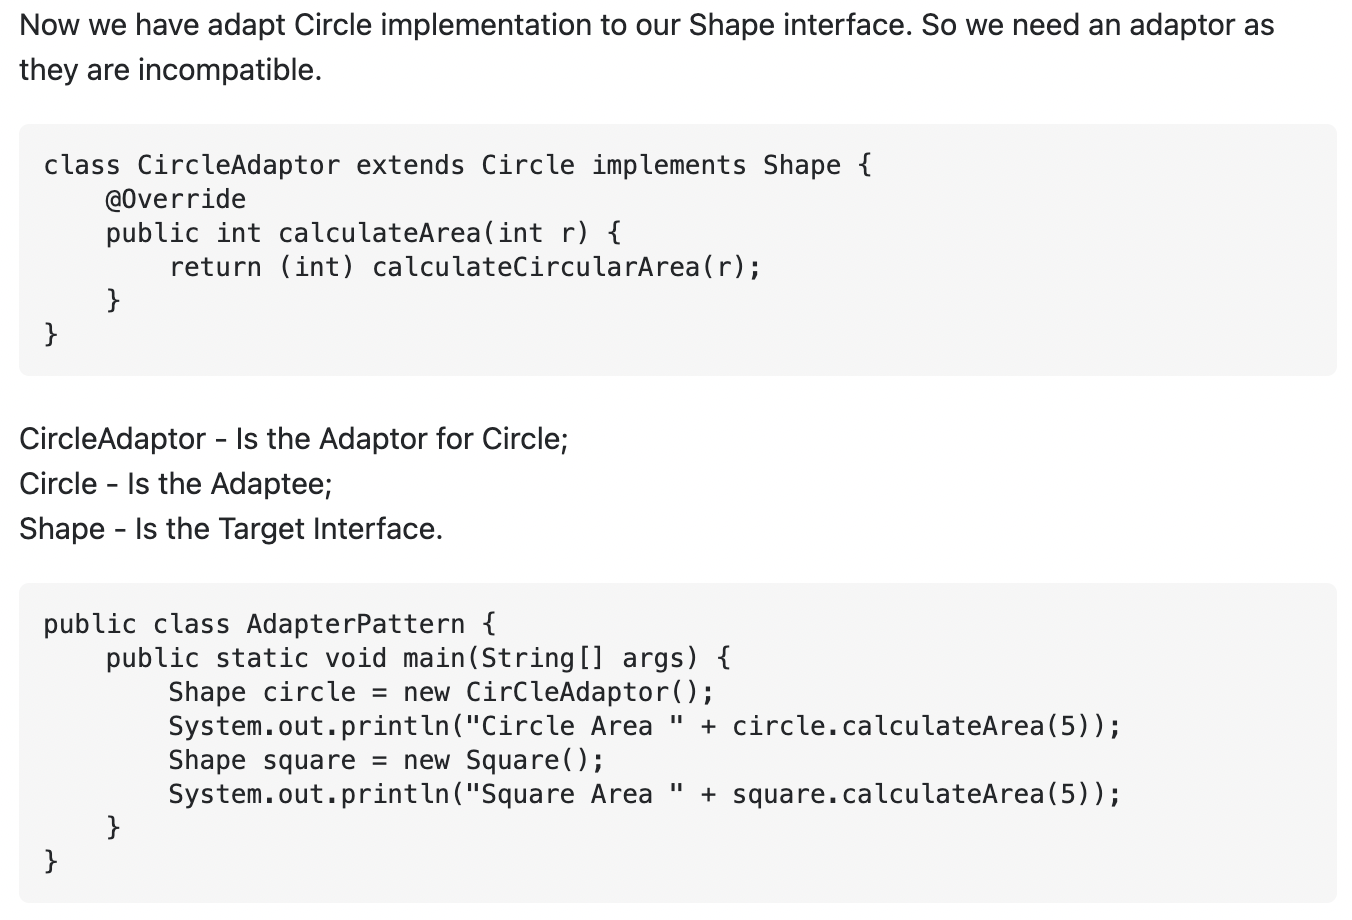 Now we have adapt Circle implementation to our Shape interface. So we need an adaptor as
they are incompatible.
class CircleAdaptor extends Circle implements Shape {
    @Override
    public int calculateArea(int r) {
        return (int) calculateCircularArea(r);
    }
}
CircleAdaptor - Is the Adaptor for Circle;
Circle - Is the Adaptee;
Shape - Is the Target Interface.
public class AdapterPattern {
    public static void main(String[] args) {
        Shape circle = new CirCleAdaptor();
        System.out.println("Circle Area " + circle.calculateArea(5));
        Shape square = new Square();
        System.out.println("Square Area " + square.calculateArea(5));
    }
}